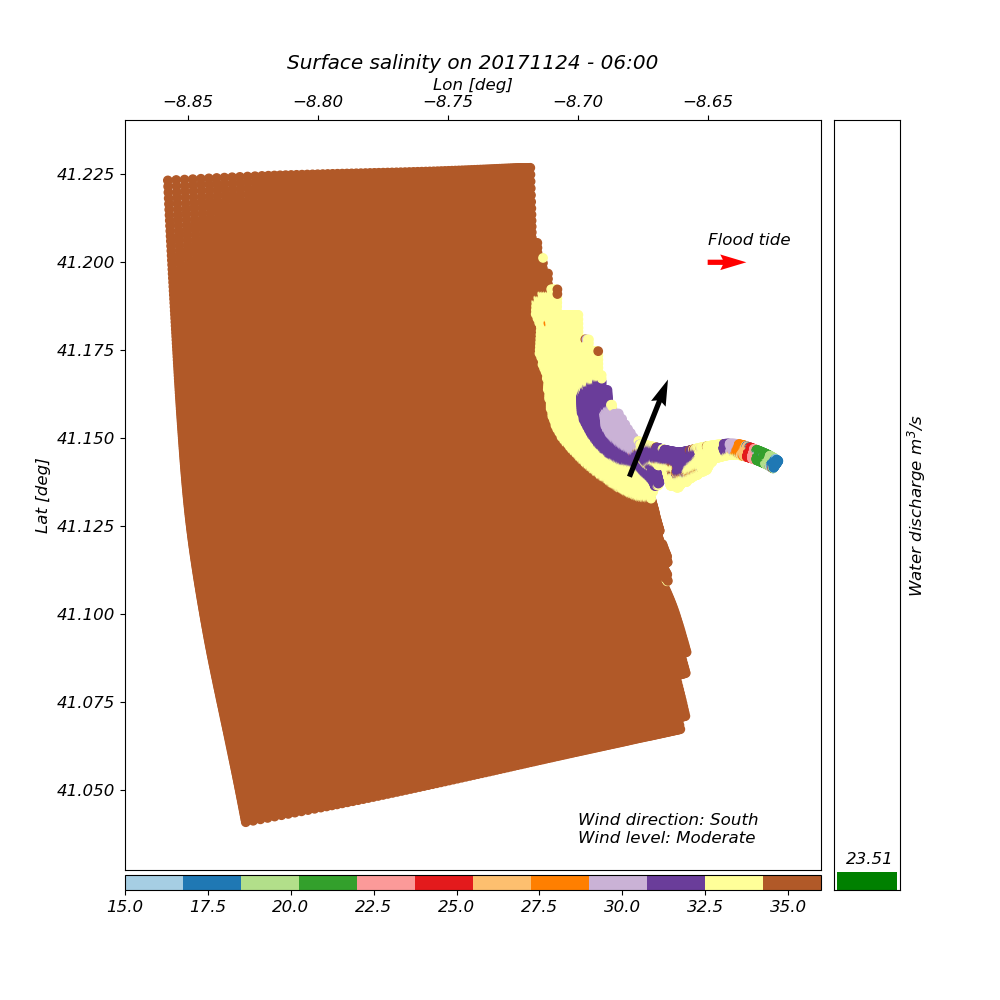 Surface salinity on 20171124 - 06:00
Lon [deg]
−8.85 −8.80 −8.75 −8.70 −8.65
41.225
41.200
41.175
41.150
41.125
41.100
41.075
41.050
Lat [deg]
Flood tide
Wind direction: South
Wind level: Moderate
Water discharge m³/s
23.51
15.0 17.5 20.0 22.5 25.0 27.5 30.0 32.5 35.0